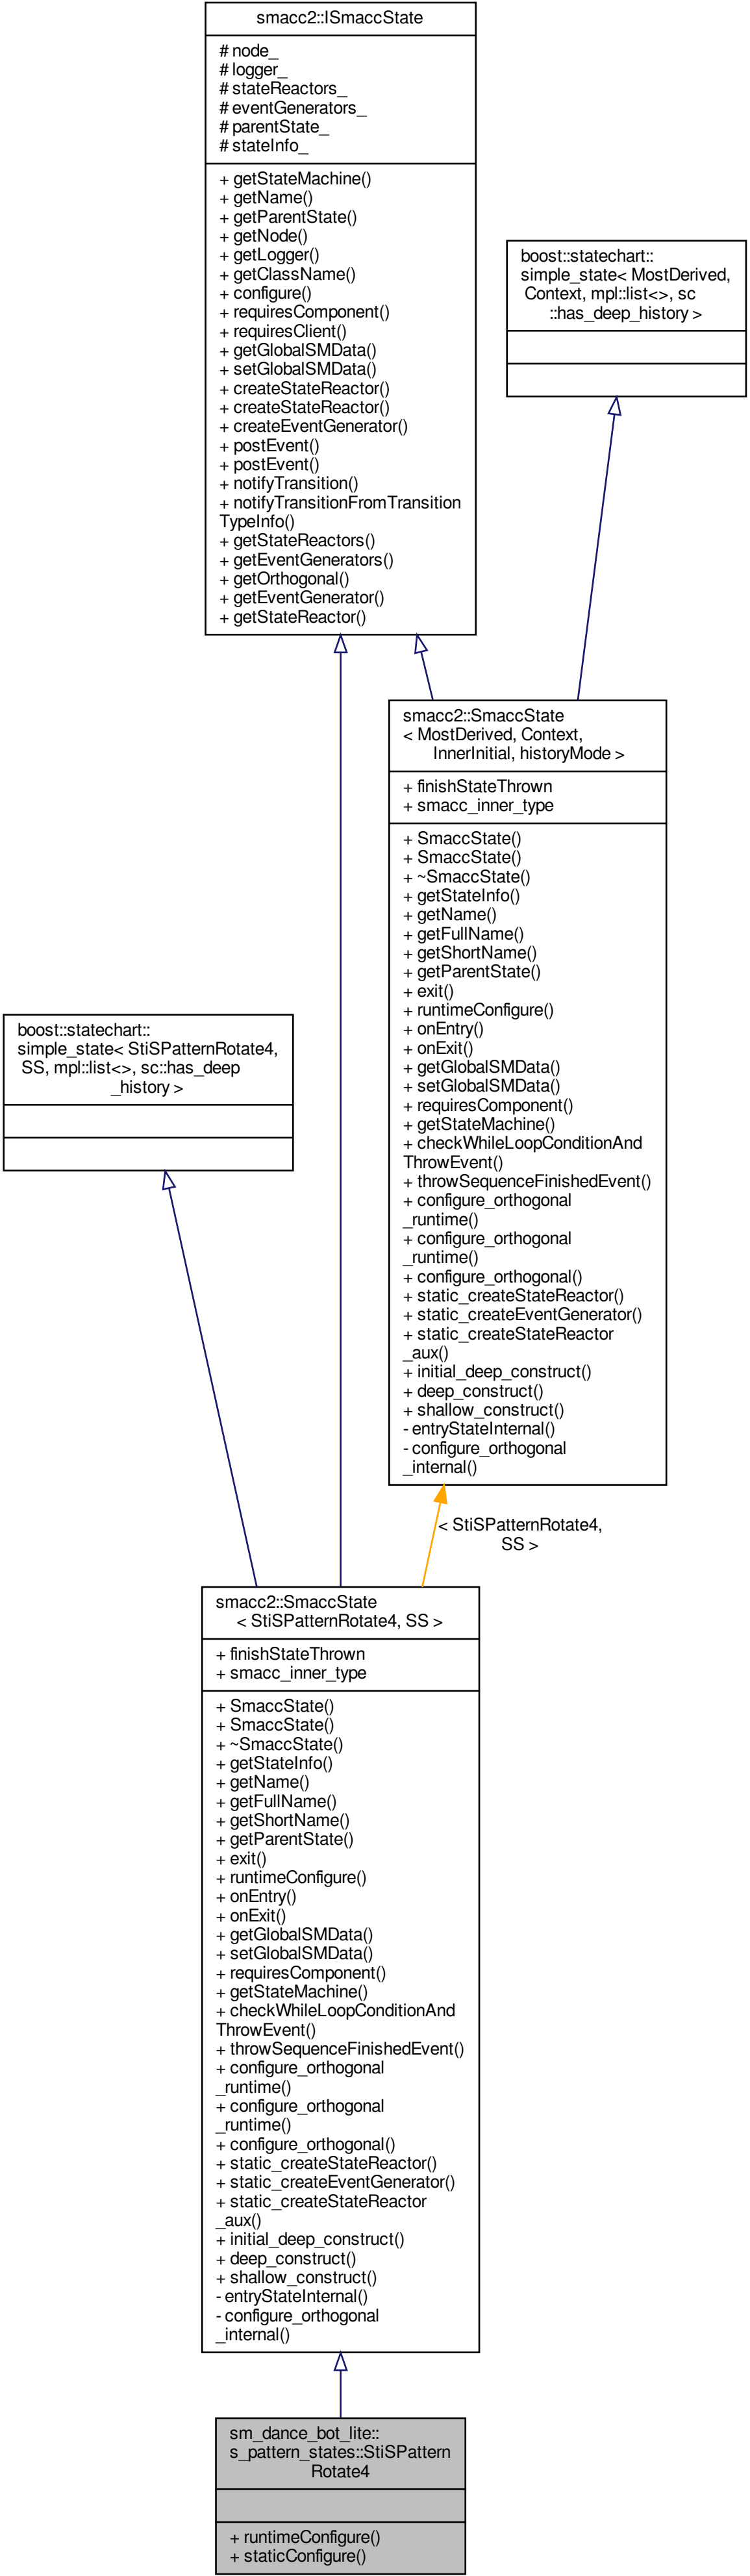 smacc2::ISmaccState
# node_
# logger_
# stateReactors_
# eventGenerators_
# parentState_
# stateInfo_
+ getStateMachine()
+ getName()
+ getParentState()
+ getNode()
+ getLogger()
+ getClassName()
+ configure()
+ requiresComponent()
+ requiresClient()
+ getGlobalSMData()
+ setGlobalSMData()
+ createStateReactor()
+ createStateReactor()
+ createEventGenerator()
+ postEvent()
+ postEvent()
+ notifyTransition()
+ notifyTransitionFromTransition
TypeInfo()
+ getStateReactors()
+ getEventGenerators()
+ getOrthogonal()
+ getEventGenerator()
+ getStateReactor()
boost::statechart::
simple_state< MostDerived,
Context, mpl::list<>, sc
::has_deep_history >
smacc2::SmaccState
< MostDerived, Context,
InnerInitial, historyMode >
+ finishStateThrown
+ smacc_inner_type
+ SmaccState()
+ SmaccState()
+ ~SmaccState()
+ getStateInfo()
+ getName()
+ getFullName()
+ getShortName()
+ getParentState()
+ exit()
+ runtimeConfigure()
+ onEntry()
+ onExit()
+ getGlobalSMData()
+ setGlobalSMData()
+ requiresComponent()
+ getStateMachine()
+ checkWhileLoopConditionAnd
ThrowEvent()
+ throwSequenceFinishedEvent()
+ configure_orthogonal
_runtime()
+ configure_orthogonal
_runtime()
+ configure_orthogonal()
+ static_createStateReactor()
+ static_createEventGenerator()
+ static_createStateReactor
_aux()
+ initial_deep_construct()
+ deep_construct()
+ shallow_construct()
- entryStateInternal()
- configure_orthogonal
_internal()
boost::statechart::
simple_state< StiSPatternRotate4,
SS, mpl::list<>, sc::has_deep
_history >
< StiSPatternRotate4,
SS >
smacc2::SmaccState
< StiSPatternRotate4, SS >
+ finishStateThrown
+ smacc_inner_type
+ SmaccState()
+ SmaccState()
+ ~SmaccState()
+ getStateInfo()
+ getName()
+ getFullName()
+ getShortName()
+ getParentState()
+ exit()
+ runtimeConfigure()
+ onEntry()
+ onExit()
+ getGlobalSMData()
+ setGlobalSMData()
+ requiresComponent()
+ getStateMachine()
+ checkWhileLoopConditionAnd
ThrowEvent()
+ throwSequenceFinishedEvent()
+ configure_orthogonal
_runtime()
+ configure_orthogonal
_runtime()
+ configure_orthogonal()
+ static_createStateReactor()
+ static_createEventGenerator()
+ static_createStateReactor
_aux()
+ initial_deep_construct()
+ deep_construct()
+ shallow_construct()
- entryStateInternal()
- configure_orthogonal
_internal()
sm_dance_bot_lite::
s_pattern_states::StiSPattern
Rotate4
+ runtimeConfigure()
+ staticConfigure()